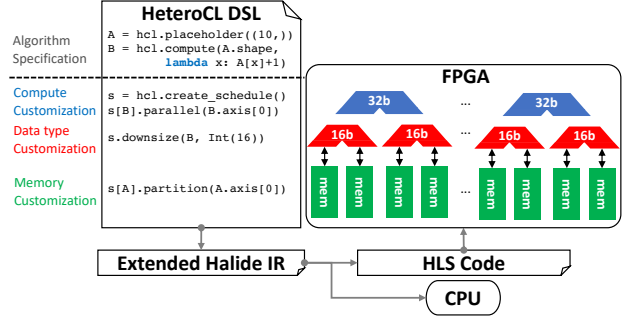 HeteroCL DSL
Algorithm
Specification
A = hcl.placeholder((10,))
B = hcl.compute(A.shape,
lambda x: A[x]+1)
Compute
Customization
s = hcl.create_schedule()
s[B].parallel(B.axis[0])
Data type
Customization
s.downsize(B, Int(16))
Memory
Customization
s[A].partition(A.axis[0])
FPGA
32b ... 32b
16b 16b ... 16b 16b
mem mem mem mem ... mem mem mem mem
Extended Halide IR
HLS Code
CPU